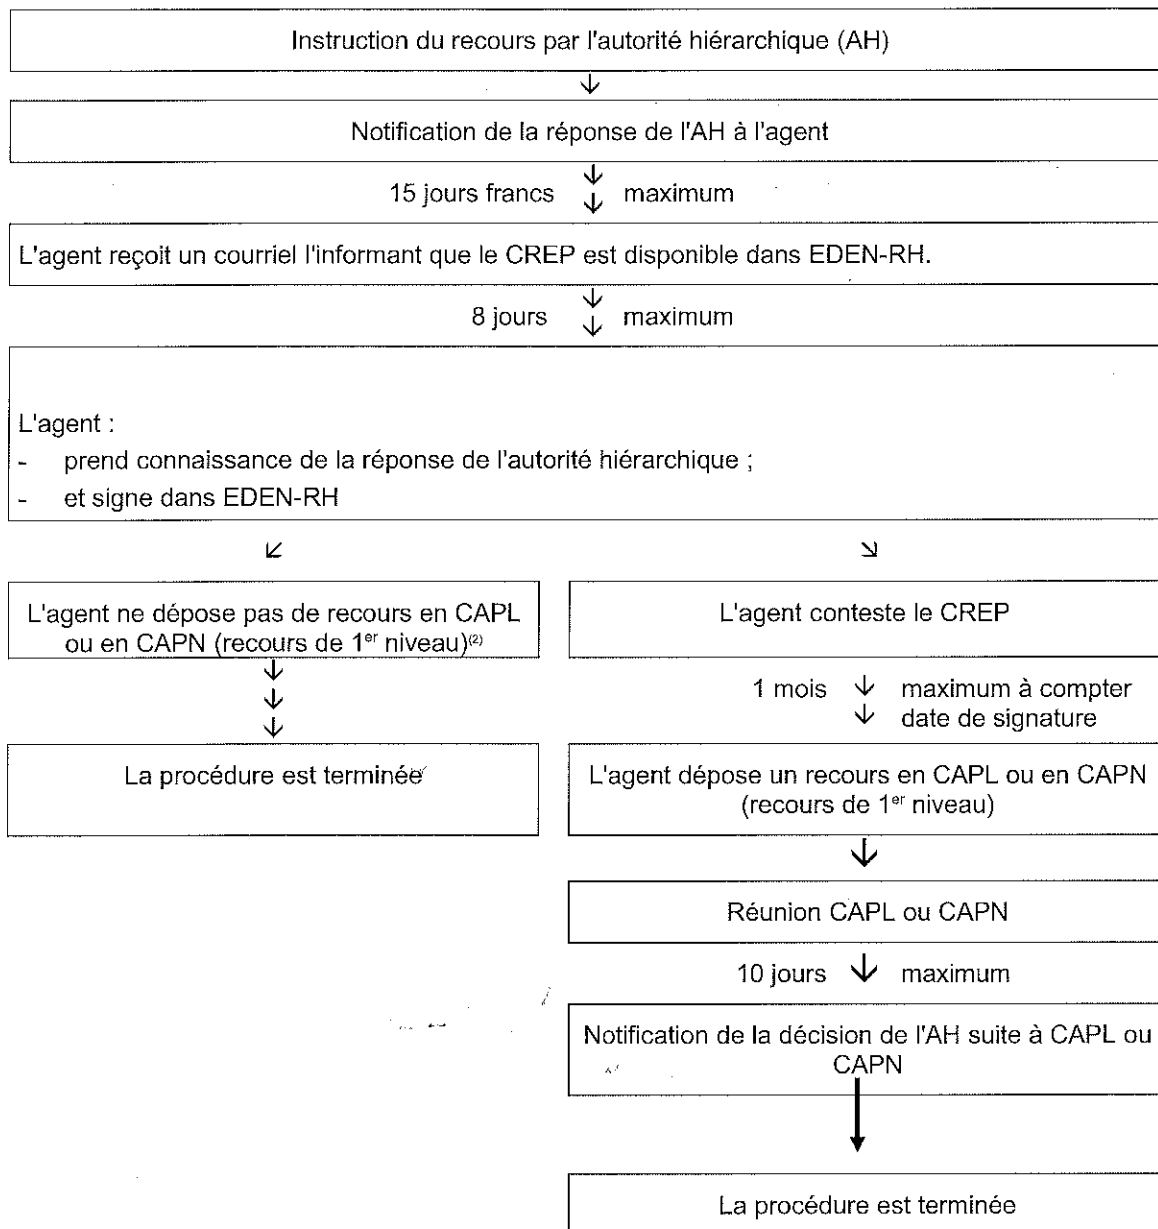 Instruction du recours par l'autorité hiérarchique (AH)
Notification de la réponse de l'AH à l'agent
15 jours francs maximum
L'agent reçoit un courriel l'informant que le CREP est disponible dans EDEN-RH.
8 jours maximum
L'agent :
- prend connaissance de la réponse de l'autorité hiérarchique ;
- et signe dans EDEN-RH
L'agent ne dépose pas de recours en CAPL
ou en CAPN (recours de 1er niveau)(2)
La procédure est terminée
L'agent conteste le CREP
1 mois maximum à compter
date de signature
L'agent dépose un recours en CAPL ou en CAPN
(recours de 1er niveau)
Réunion CAPL ou CAPN
10 jours maximum
Notification de la décision de l'AH suite à CAPL ou
CAPN
La procédure est terminée